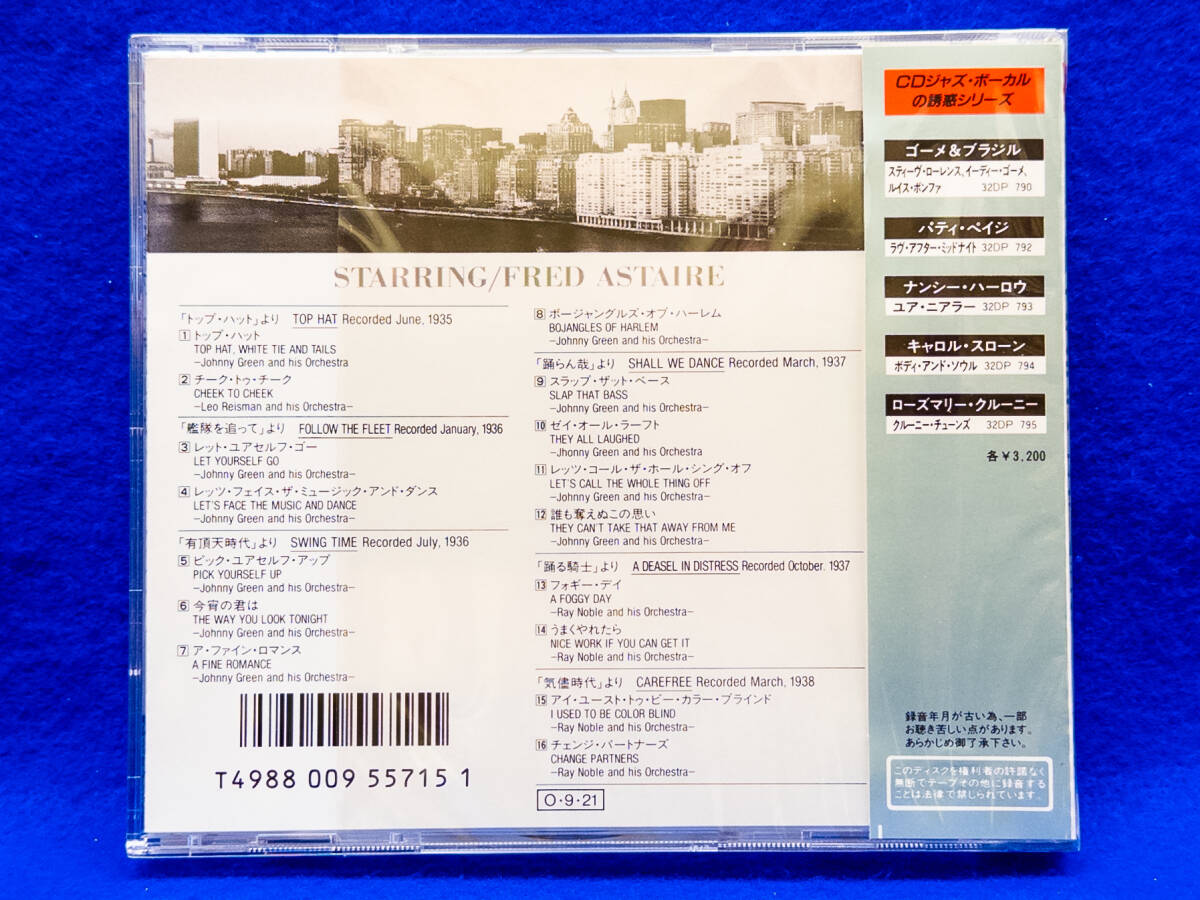 STARRING/FRED ASTAIRE
「トップ・ハット」より TOP HAT Recorded June, 1935
1 トップ・ハット
TOP HAT, WHITE TIE AND TAILS
–Johnny Green and his Orchestra
2 チーク・トゥ・チーク
CHEEK TO CHEEK
–Leo Reisman and his Orchestra–
「艦隊を追って」より FOLLOW THE FLEET Recorded January, 1936
3 レット・ユアセルフ・ゴー
LET YOURSELF GO
–Johnny Green and his Orchestra–
4 レッツ・フェイス・ザ・ミュージック・アンド・ダンス
LET'S FACE THE MUSIC AND DANCE
–Johnny Green and his Orchestra–
「有頂天時代」より SWING TIME Recorded July, 1936
5 ピック・ユアセルフ・アップ
PICK YOURSELF UP
–Johnny Green and his Orchestra–
6 今宵の君は
THE WAY YOU LOOK TONIGHT
–Johnny Green and his Orchestra–
7 ア・ファイン・ロマンス
A FINE ROMANCE
–Johnny Green and his Orchestra–
8 ボージャングルズ・オブ・ハーレム
BOJANGLES OF HARLEM
–Johnny Green and his Orchestra–
「踊らん哉」より SHALL WE DANCE Recorded March, 1937
9 スラップ・ザット・ベース
SLAP THAT BASS
–Johnny Green and his Orchestra–
10 ゼイ・オール・ラーフト
THEY ALL LAUGHED
–Jhonny Green and his Orchestra
11 レッツ・コール・ザ・ホール・シング・オフ
LET'S CALL THE WHOLE THING OFF
–Johnny Green and his Orchestra–
12 誰も奪えぬこの思い
THEY CAN'T TAKE THAT AWAY FROM ME
–Johnny Green and his Orchestra–
「踊る騎士」より A DEASEL IN DISTRESS Recorded October. 1937
13 フォギー・デイ
A FOGGY DAY
–Ray Noble and his Orchestra–
14 うまくやれたら
NICE WORK IF YOU CAN GET IT
–Ray Noble and his Orchestra–
「気儘時代」より CAREFREE Recorded March, 1938
15 アイ・ユースト・トゥ・ビー・カラー・ブラインド
I USED TO BE COLOR BLIND
–Ray Noble and his Orchestra–
16 チェンジ・パートナーズ
CHANGE PARTNERS
–Ray Noble and his Orchestra–
T4988 009 55715 1
O・9・21
CDジャズ・ボーカル
の誘惑シリーズ
ゴーメ&ブラジル
スティーヴ・ローレンス、イーディー・ゴーメ、
ルイス・ボンファ 32DP 790
パティ・ペイジ
ラヴ・アフター・ミッドナイト 32DP 792
ナンシー・ハーロウ
ユア・ニアラー 32DP 793
キャロル・スローン
ボディ・アンド・ソウル 32DP 794
ローズマリー・クルーニー
クルーニー・チューンズ 32DP 795
各¥3,200
録音年月が古い為、一部
お聴き苦しい点があります。
あらかじめ御了承下さい。
このディスクを権利者の許諾なく
無断でテープその他に録音する
ことは法律で禁じられています。